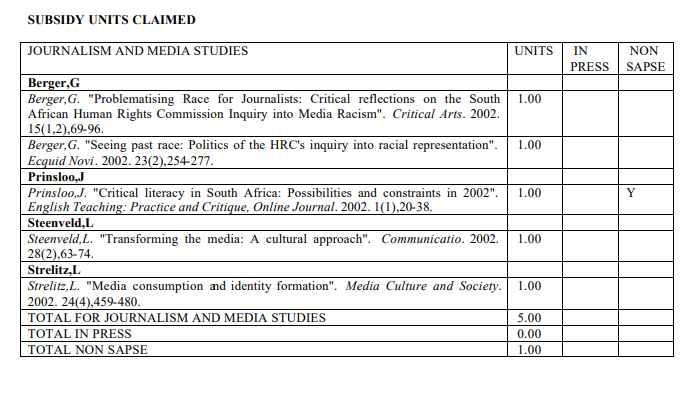 SUBSIDY UNITS CLAIMED
JOURNALISM AND MEDIA STUDIES UNITS IN PRESS NON SAPSE
Berger,G
Berger,G. "Problematising Race for Journalists: Critical reflections on the South 1.00
African Human Rights Commission Inquiry into Media Racism". Critical Arts. 2002.
15(1,2),69-96.
Berger,G. "Seeing past race: Politics of the HRC's inquiry into racial representation". 1.00
Ecquid Novi. 2002. 23(2),254-277.
Prinsloo,J
Prinsloo,J. "Critical literacy in South Africa: Possibilities and constraints in 2002". 1.00 Y
English Teaching: Practice and Critique, Online Journal. 2002. 1(1),20-38.
Steenveld,L
Steenveld,L. "Transforming the media: A cultural approach". Communicatio. 2002. 1.00
28(2),63-74.
Strelitz,L
Strelitz,L. "Media consumption and identity formation". Media Culture and Society. 1.00
2002. 24(4),459-480.
TOTAL FOR JOURNALISM AND MEDIA STUDIES 5.00
TOTAL IN PRESS 0.00
TOTAL NON SAPSE 1.00